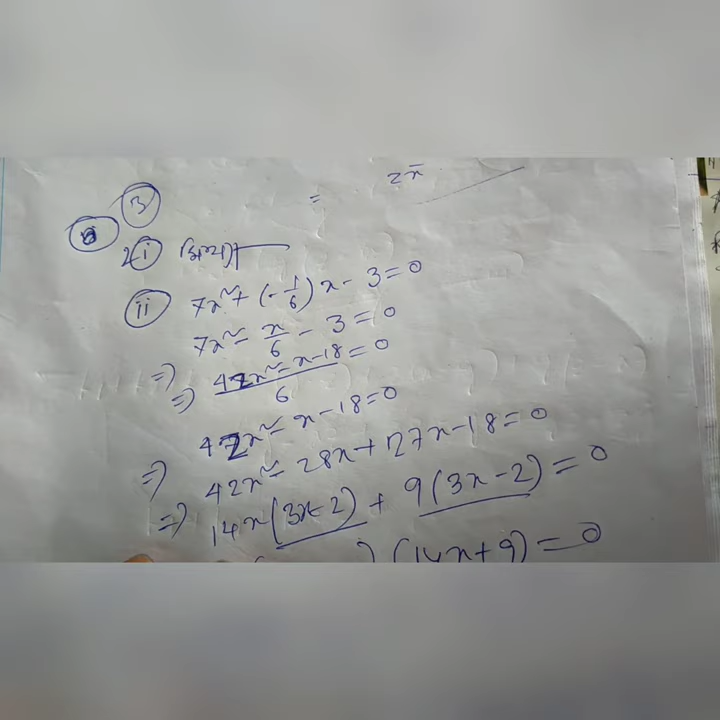 = 2x̄
③
2 ⓘ
ⓘⓘ 7x² + (-1/6)x - 3 = 0
7x² - x/6 - 3 = 0
⇒ (42x² - x - 18)/6 = 0
⇒ 42x² - x - 18 = 0
⇒ 42x² - 28x + 27x - 18 = 0
⇒ 14x(3x-2) + 9(3x-2) = 0
) (14x+9) = 0